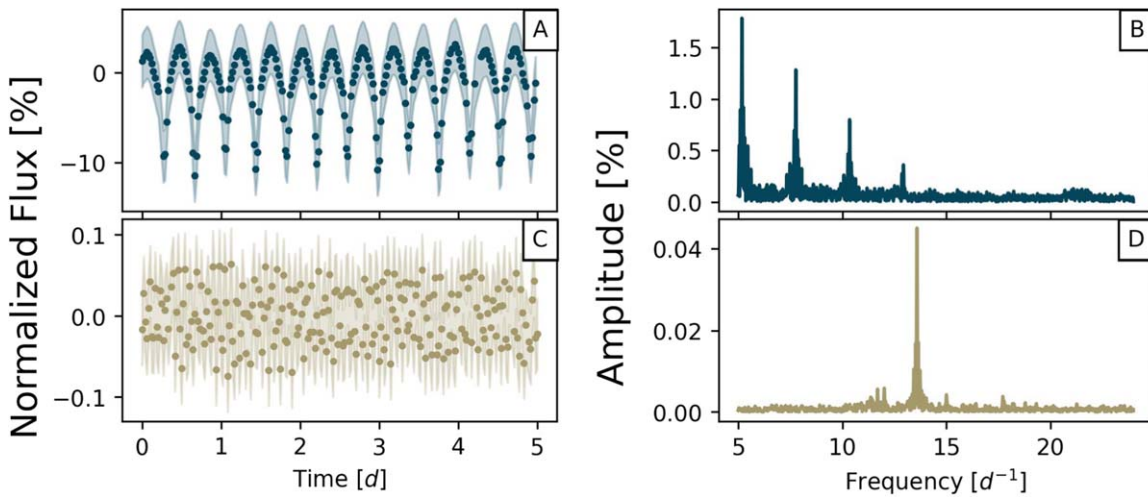 Normalized Flux [%]
0
−10
A
0.1
0.0
−0.1
C
0 1 2 3 4 5
Time [d]
Amplitude [%]
1.5
1.0
0.5
0.0
B
0.04
0.02
0.00
D
5 10 15 20
Frequency [d⁻¹]